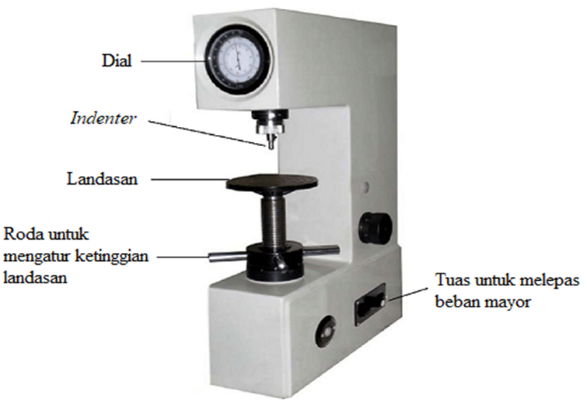 Dial
Indenter
Landasan
Roda untuk
mengatur ketinggian
landasan
Tuas untuk melepas
beban mayor